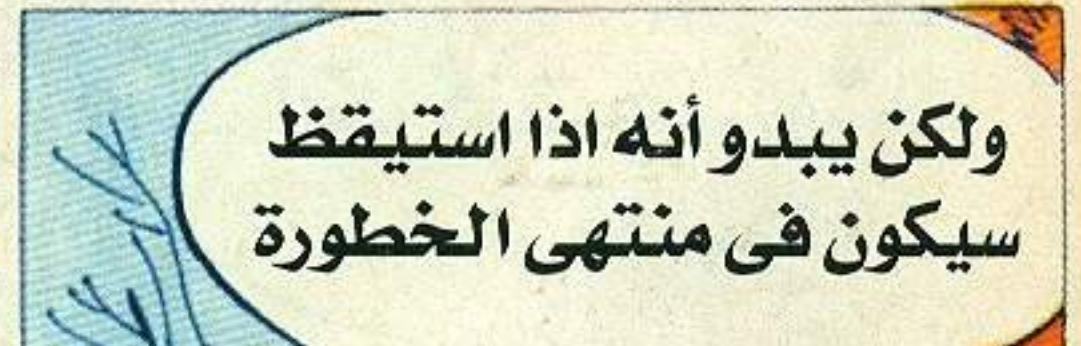 ولكن يبدو أنه اذا استيقظ
سيكون فى منتهى الخطورة